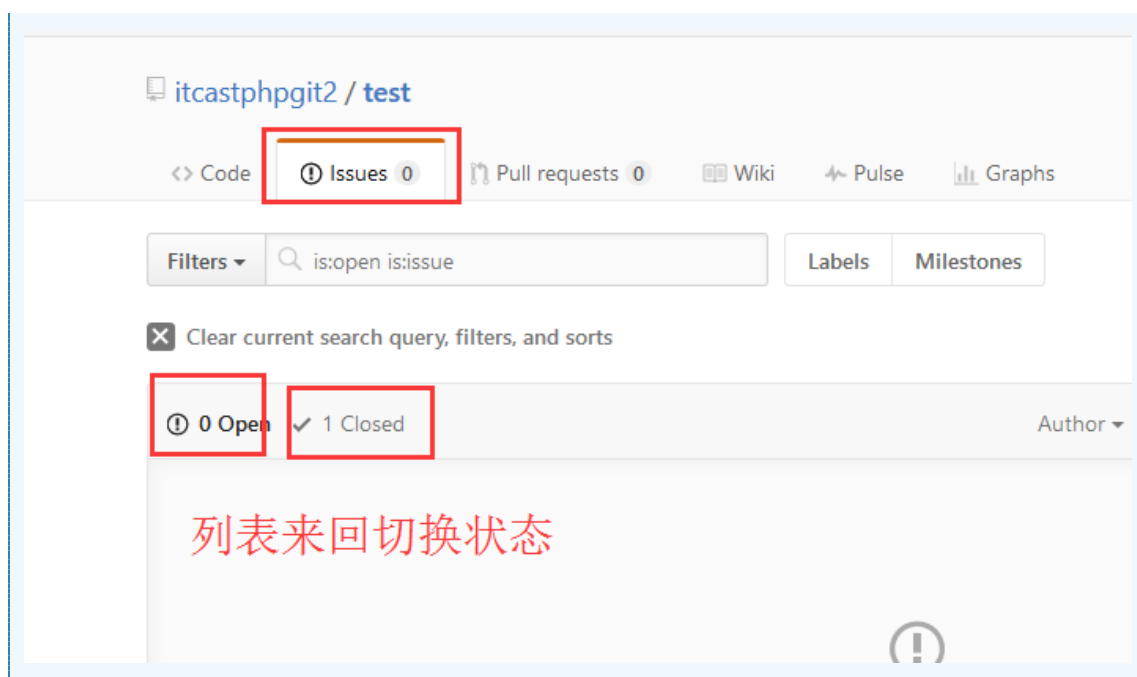 itcastphpgit2 / test
Code Issues 0 Pull requests 0 Wiki Pulse Graphs
Filters is:open is:issue Labels Milestones
Clear current search query, filters, and sorts
0 Open 1 Closed Author
列表来回切换状态